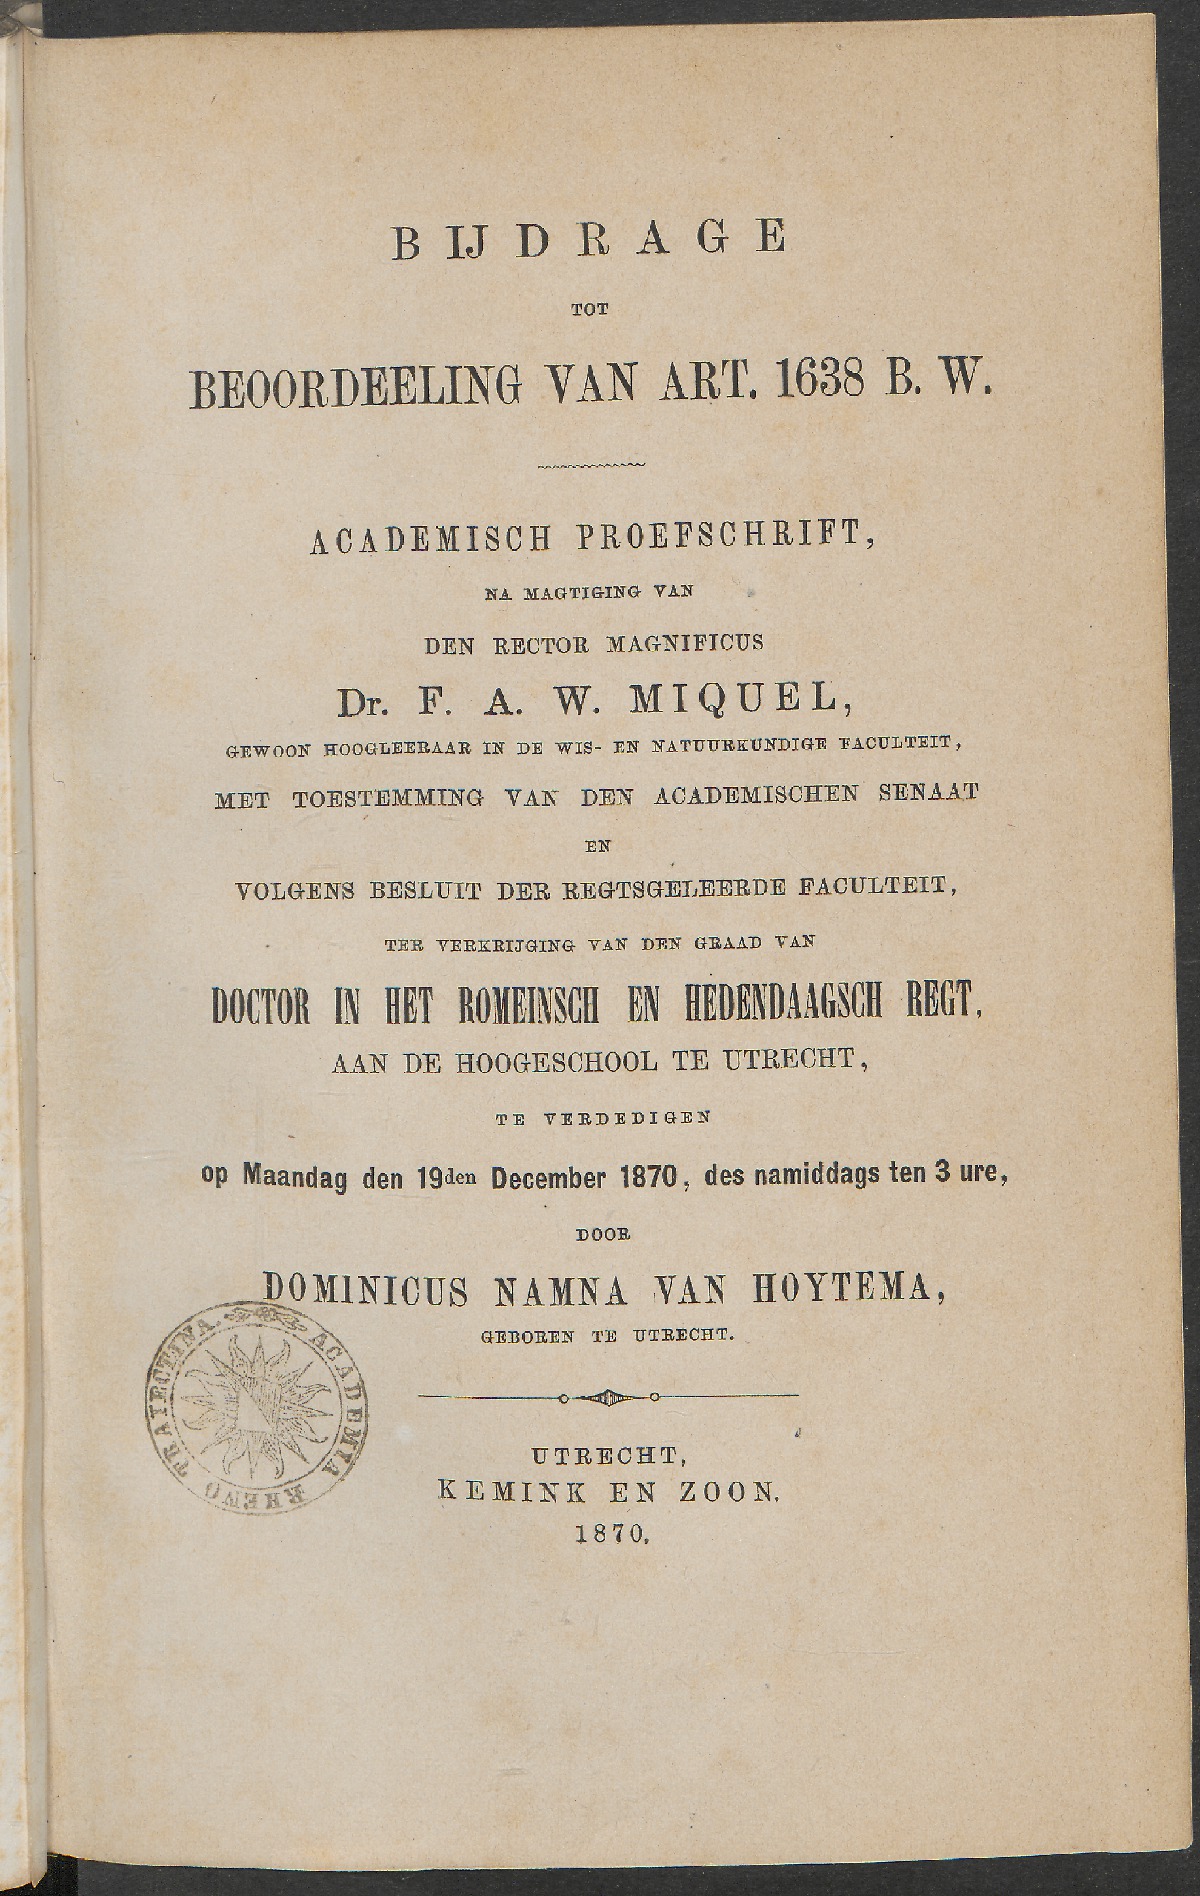 BIJDRAGE
TOT
BEOORDEELING VAN ART. 1638 B. W.
ACADEMISCH PROEFSCHRIFT,
NA MAGTIGING VAN
DEN RECTOR MAGNIFICUS
Dr. F. A. W. MIQUEL,
GEWOON HOOGLEERAAR IN DE WIS- EN NATUURKUNDIGE FACULTEIT,
MET TOESTEMMING VAN DEN ACADEMISCHEN SENAAT
EN
VOLGENS BESLUIT DER REGTSGELEERDE FACULTEIT,
TER VERKRIJGING VAN DEN GRAAD VAN
DOCTOR IN HET ROMEINSCH EN HEDENDAAGSCH REGT,
AAN DE HOOGESCHOOL TE UTRECHT,
TE VERDEDIGEN
op Maandag den 19den December 1870, des namiddags ten 3 ure,
DOOR
DOMINICUS NAMNA VAN HOYTEMA,
GEBOREN TE UTRECHT.
ACADEMIA RHENO TRAIECTINA
UTRECHT,
KEMINK EN ZOON.
1870.